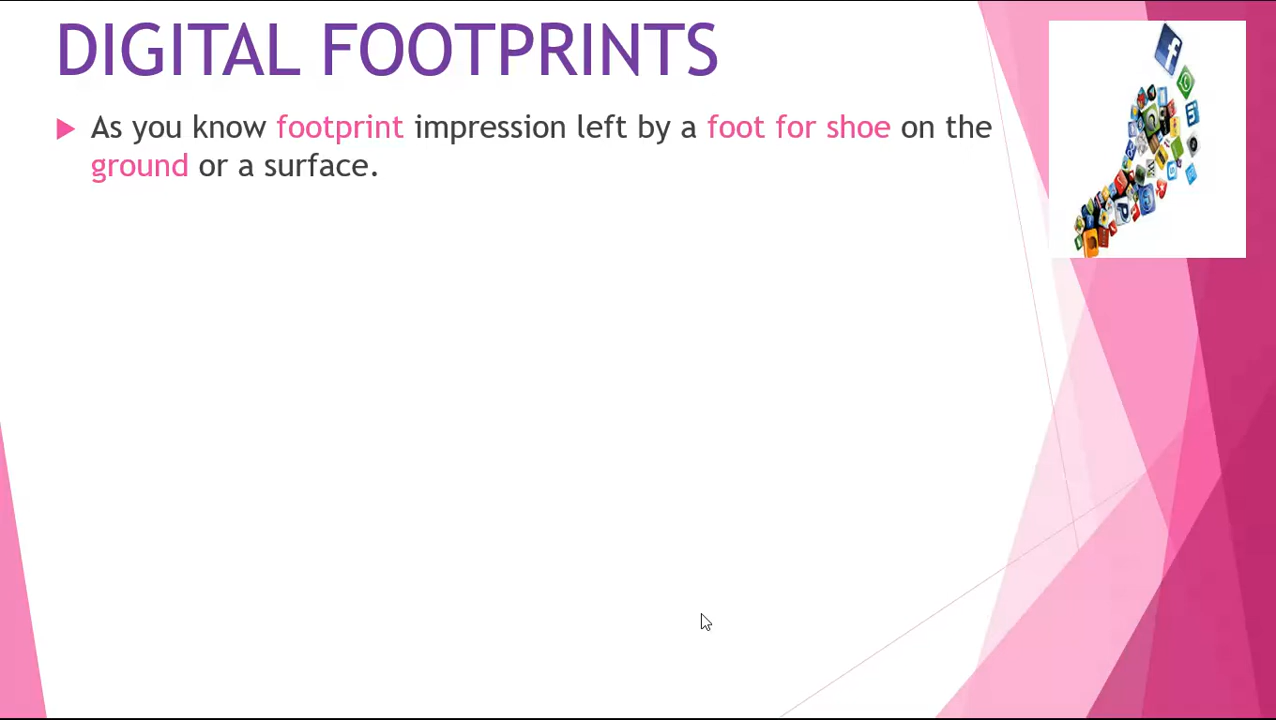 DIGITAL FOOTPRINTS
As you know footprint impression left by a foot for shoe on the
ground or a surface.